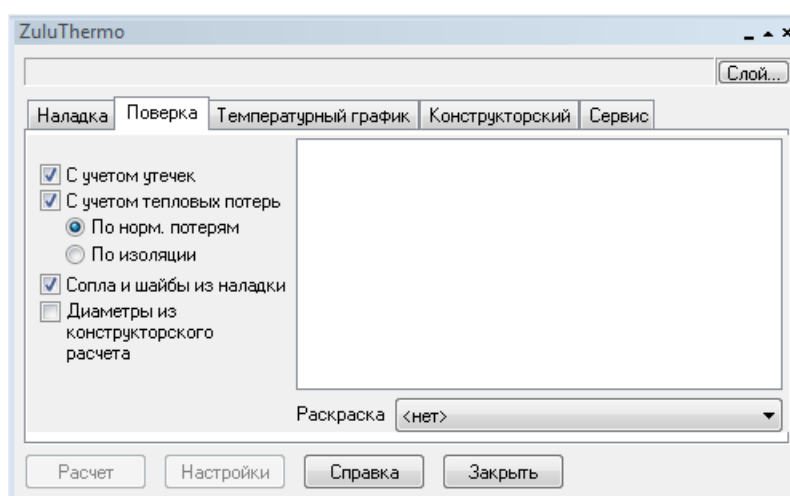 ZuluThermo
Слой...
Наладка Поверка Температурный график Конструкторский Сервис
С учетом утечек
С учетом тепловых потерь
По норм. потерям
По изоляции
Сопла и шайбы из наладки
Диаметры из
конструкторского
расчета
Раскраска <нет>
Расчет Настройки Справка Закрыть